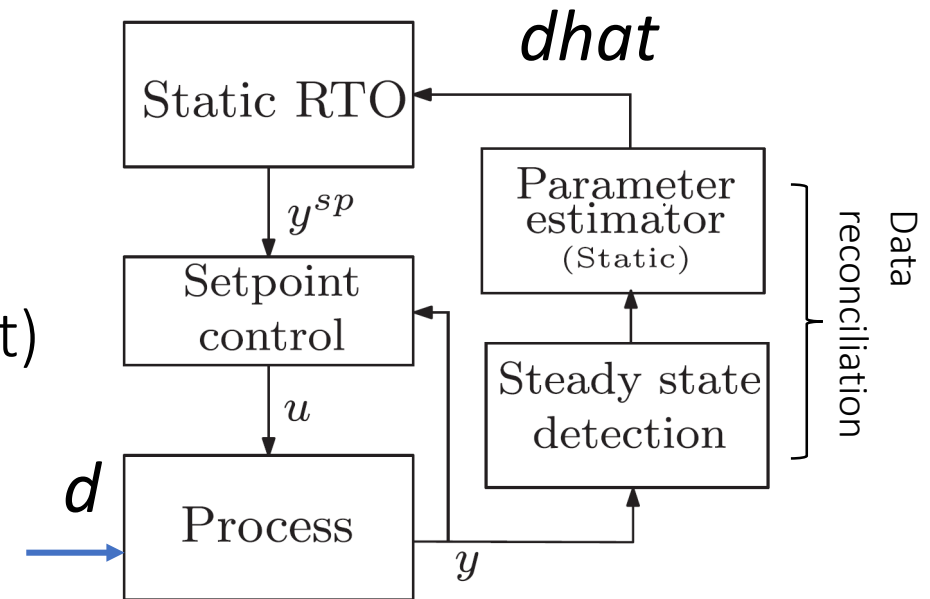 dhat
Static RTO
Parameter
estimator
(Static)
y^{sp}
Setpoint
control
t)
Steady state
detection
Data
reconciliation
u
d
Process
y